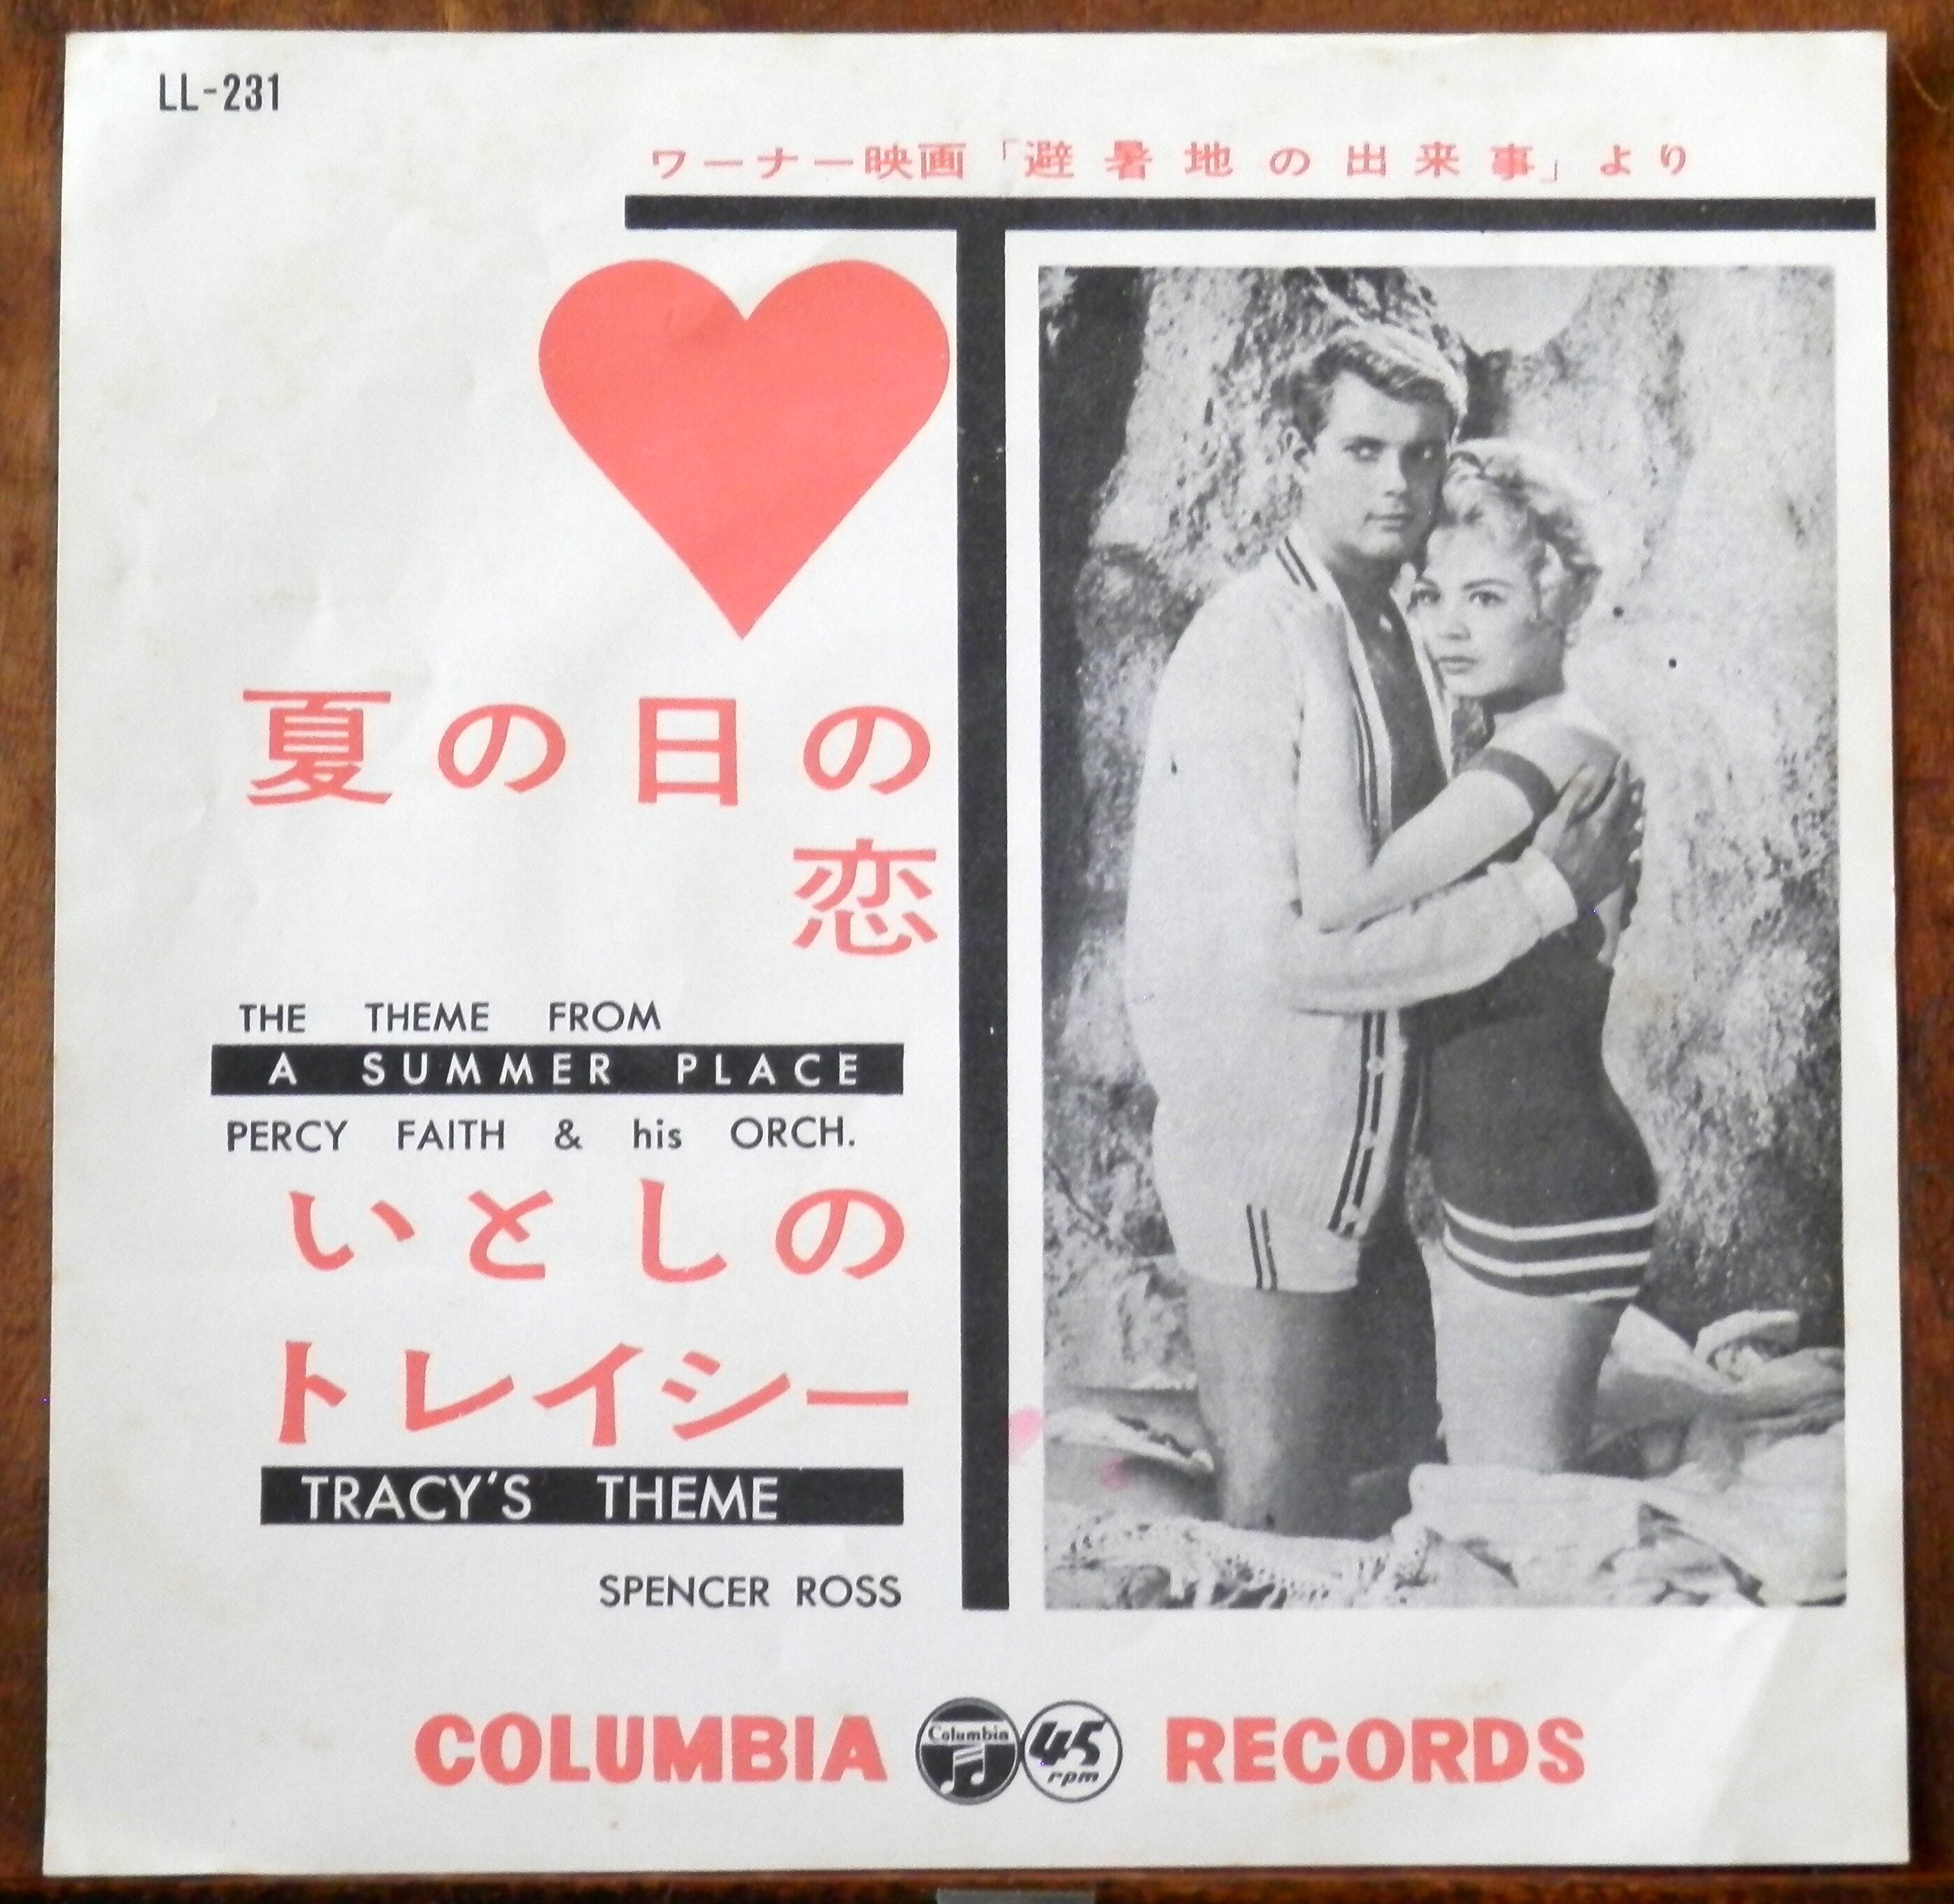 LL-231
ワーナー映画「避暑地の出来事」より
夏の日の
恋
THE THEME FROM
A SUMMER PLACE
PERCY FAITH & his ORCH.
いとしの
トレイシー
TRACY'S THEME
SPENCER ROSS
COLUMBIA Columbia 45 rpm RECORDS